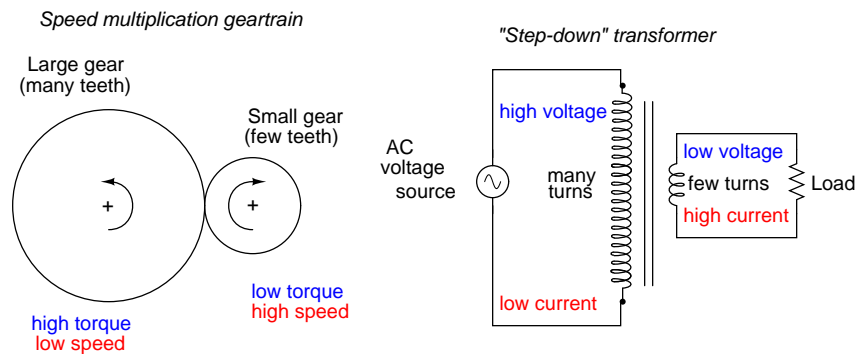 Speed multiplication geartrain
Large gear
(many teeth)
Small gear
(few teeth)
+
+
low torque
high speed
high torque
low speed
"Step-down" transformer
high voltage
AC
voltage
source
many
turns
low voltage
few turns
high current
Load
low current